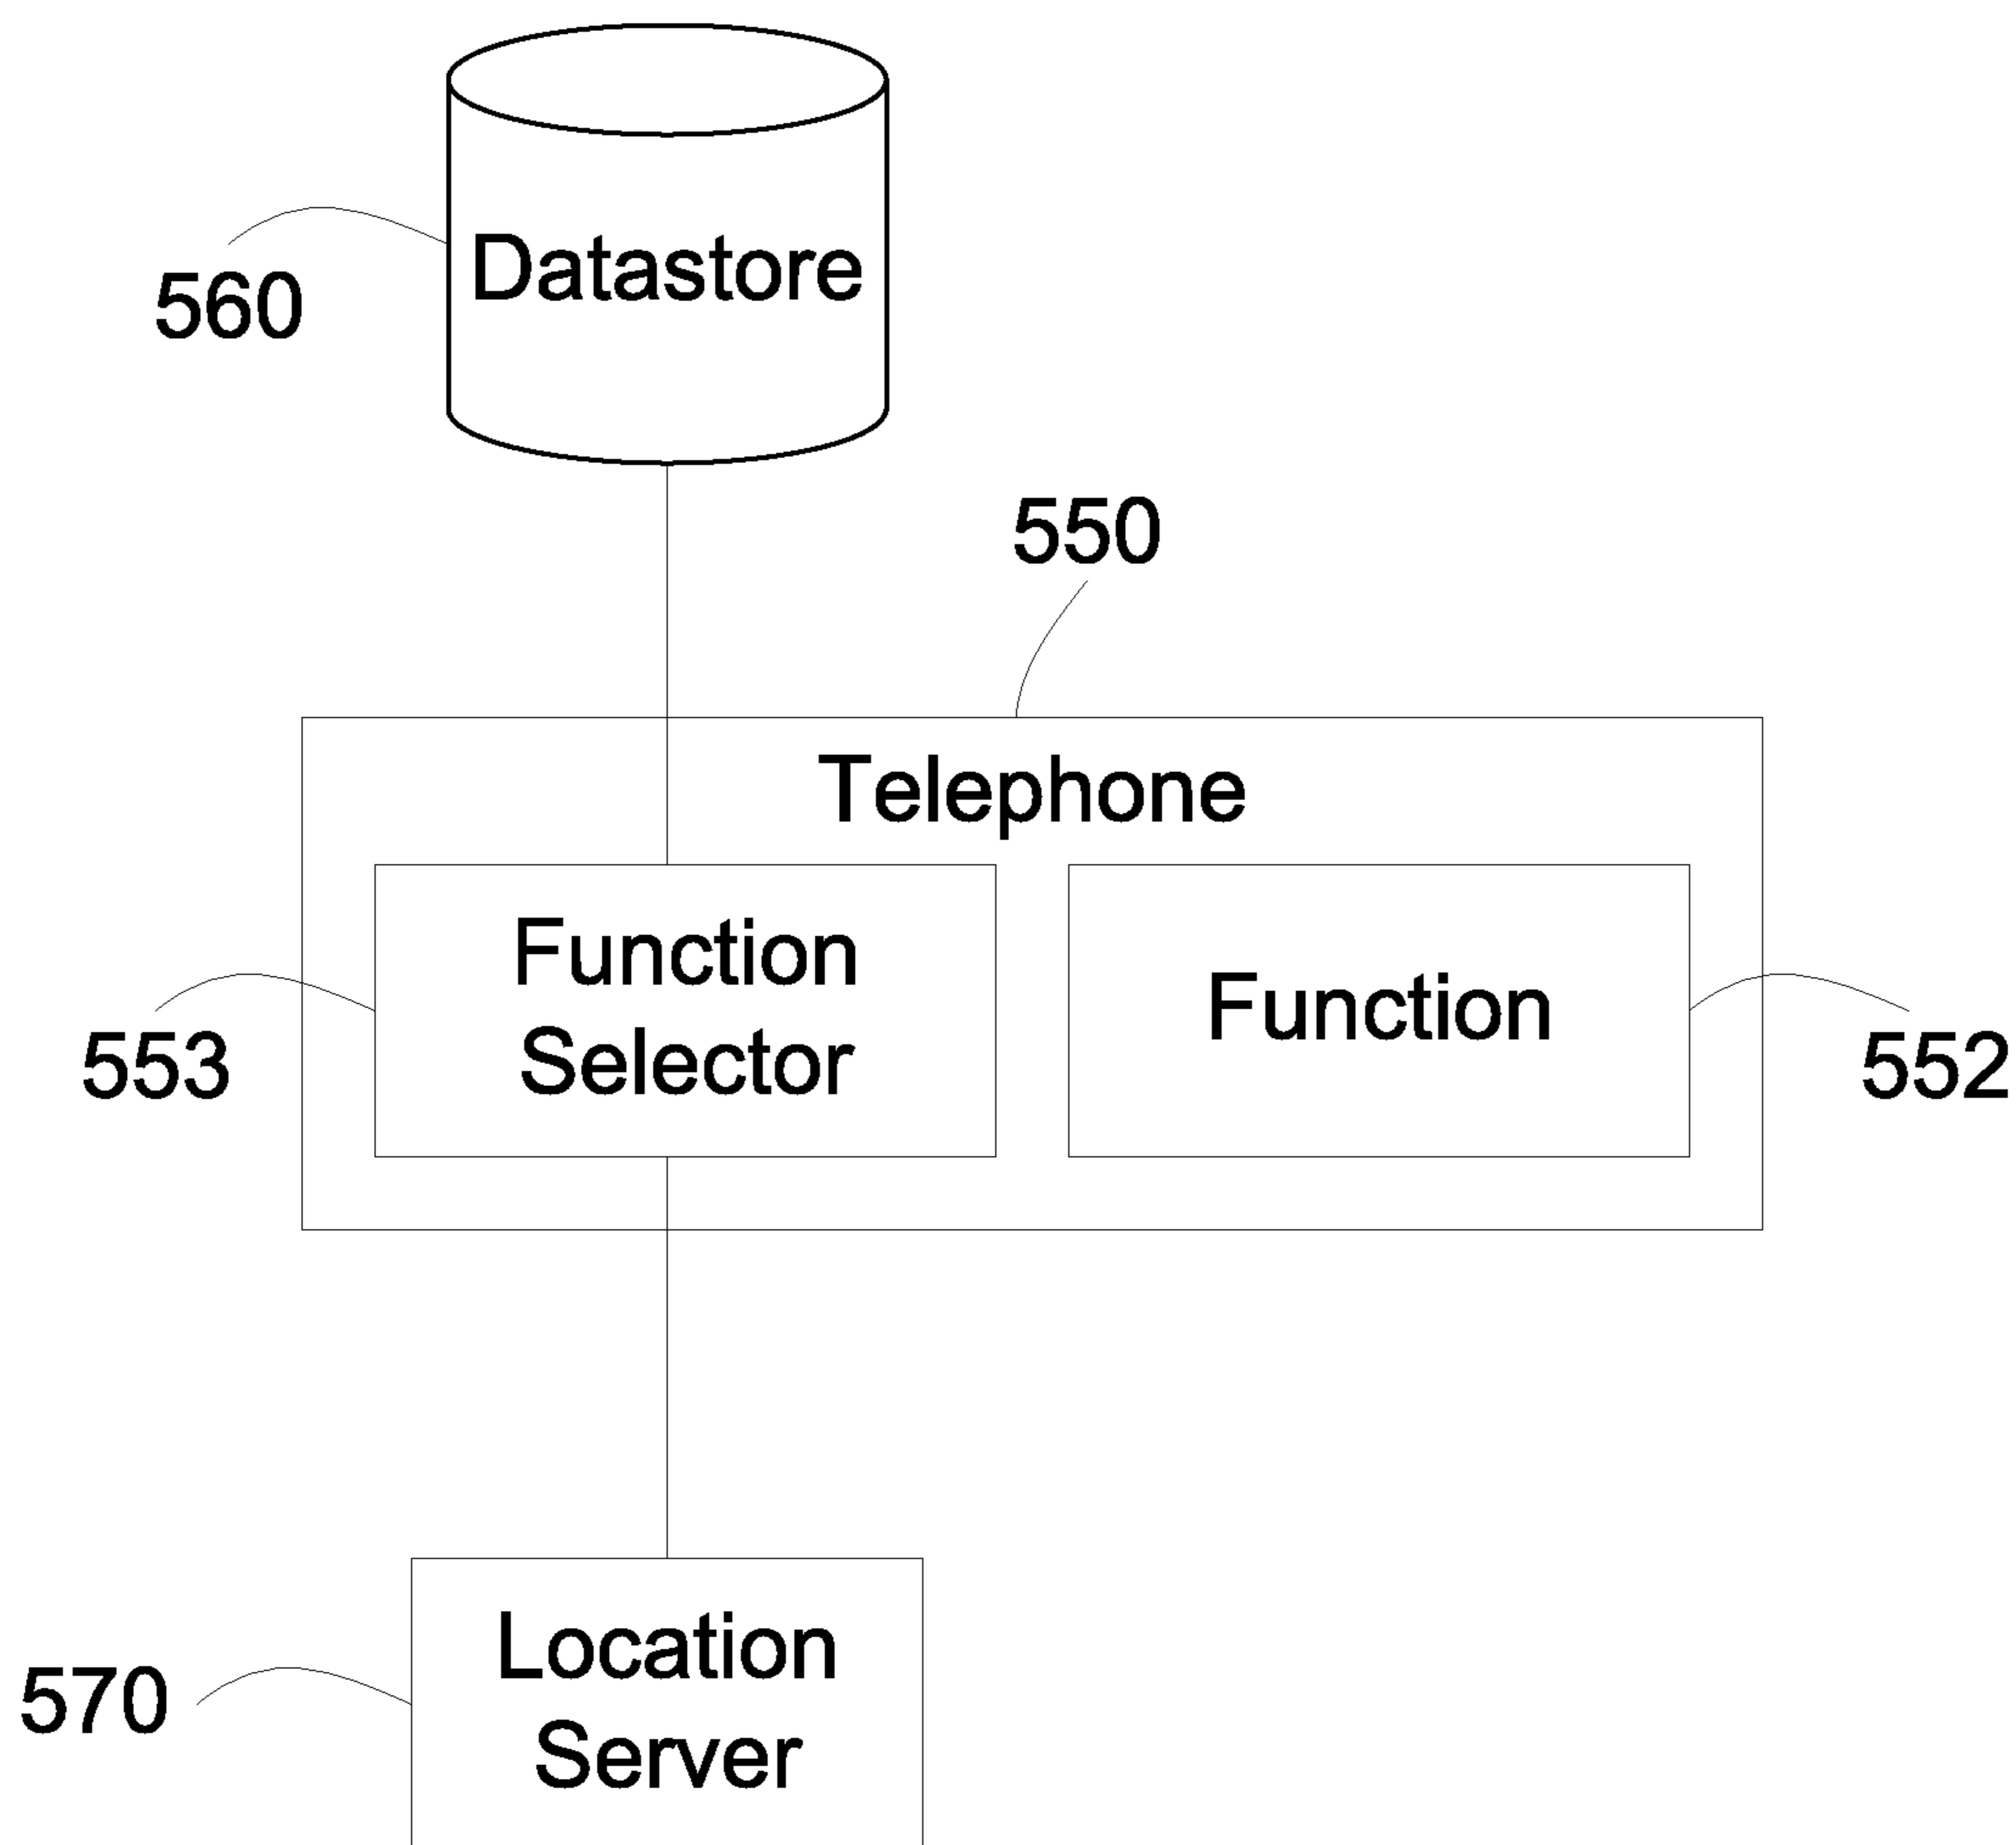 Datastore
560
550
Telephone
Function
Selector
Function
553
552
Location
Server
570